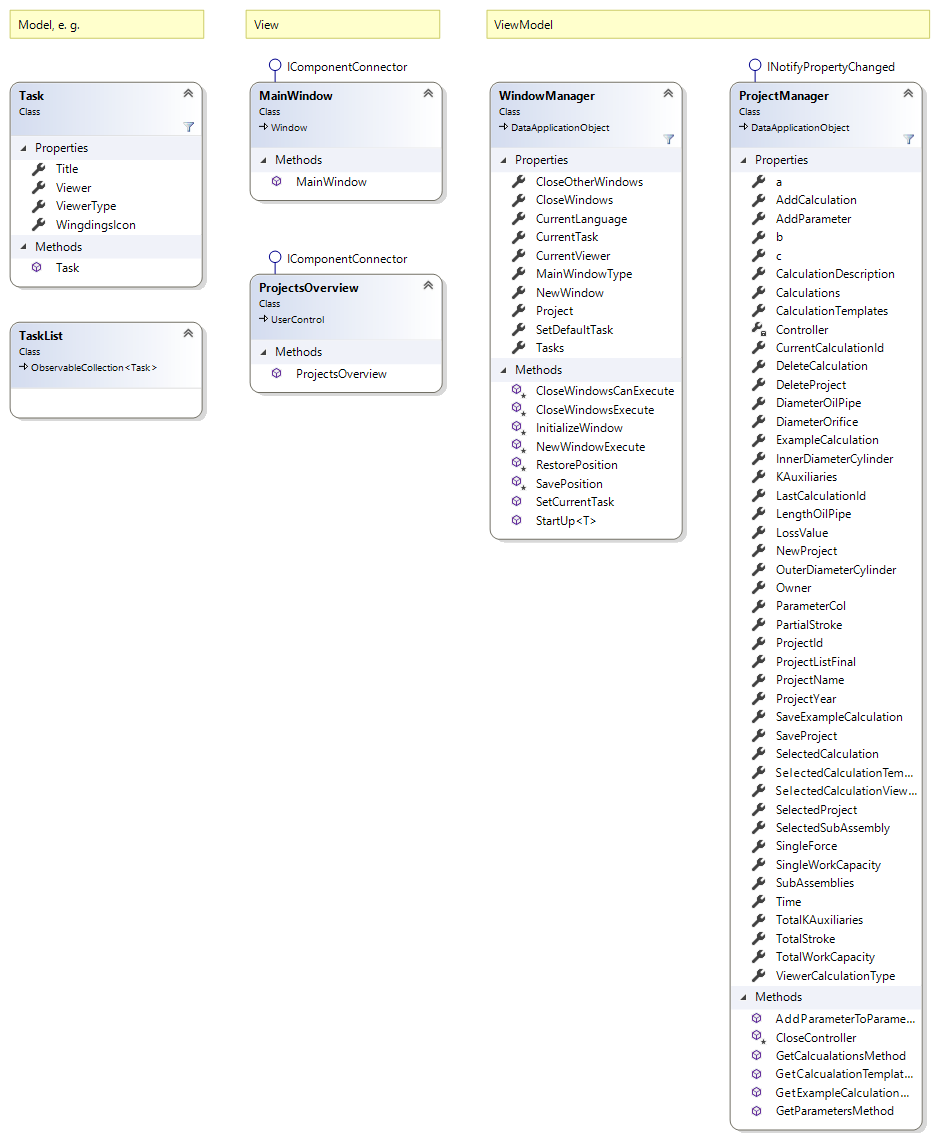 Model, e. g.
View
ViewModel
Task
Class
Properties
Title
Viewer
ViewerType
WingdingsIcon
Methods
Task
TaskList
Class
ObservableCollection<Task>
IComponentConnector
MainWindow
Class
Window
Methods
MainWindow
IComponentConnector
ProjectsOverview
Class
UserControl
Methods
ProjectsOverview
WindowManager
Class
DataApplicationObject
Properties
CloseOtherWindows
CloseWindows
CurrentLanguage
CurrentTask
CurrentViewer
MainWindowType
NewWindow
Project
SetDefaultTask
Tasks
Methods
CloseWindowsCanExecute
CloseWindowsExecute
InitializeWindow
NewWindowExecute
RestorePosition
SavePosition
SetCurrentTask
StartUp<T>
INotifyPropertyChanged
ProjectManager
Class
DataApplicationObject
Properties
a
AddCalculation
AddParameter
b
c
CalculationDescription
Calculations
CalculationTemplates
Controller
CurrentCalculationId
DeleteCalculation
DeleteProject
DiameterOilPipe
DiameterOrifice
ExampleCalculation
InnerDiameterCylinder
KAuxiliaries
LastCalculationId
LengthOilPipe
LossValue
NewProject
OuterDiameterCylinder
Owner
ParameterCol
PartialStroke
ProjectId
ProjectListFinal
ProjectName
ProjectYear
SaveExampleCalculation
SaveProject
SelectedCalculation
SelectedCalculationTem...
SelectedCalculationView...
SelectedProject
SelectedSubAssembly
SingleForce
SingleWorkCapacity
SubAssemblies
Time
TotalKAuxiliaries
TotalStroke
TotalWorkCapacity
ViewerCalculationType
Methods
AddParameterToParame...
CloseController
GetCalcualationsMethod
GetCalcualationTemplat...
GetExampleCalculation...
GetParametersMethod